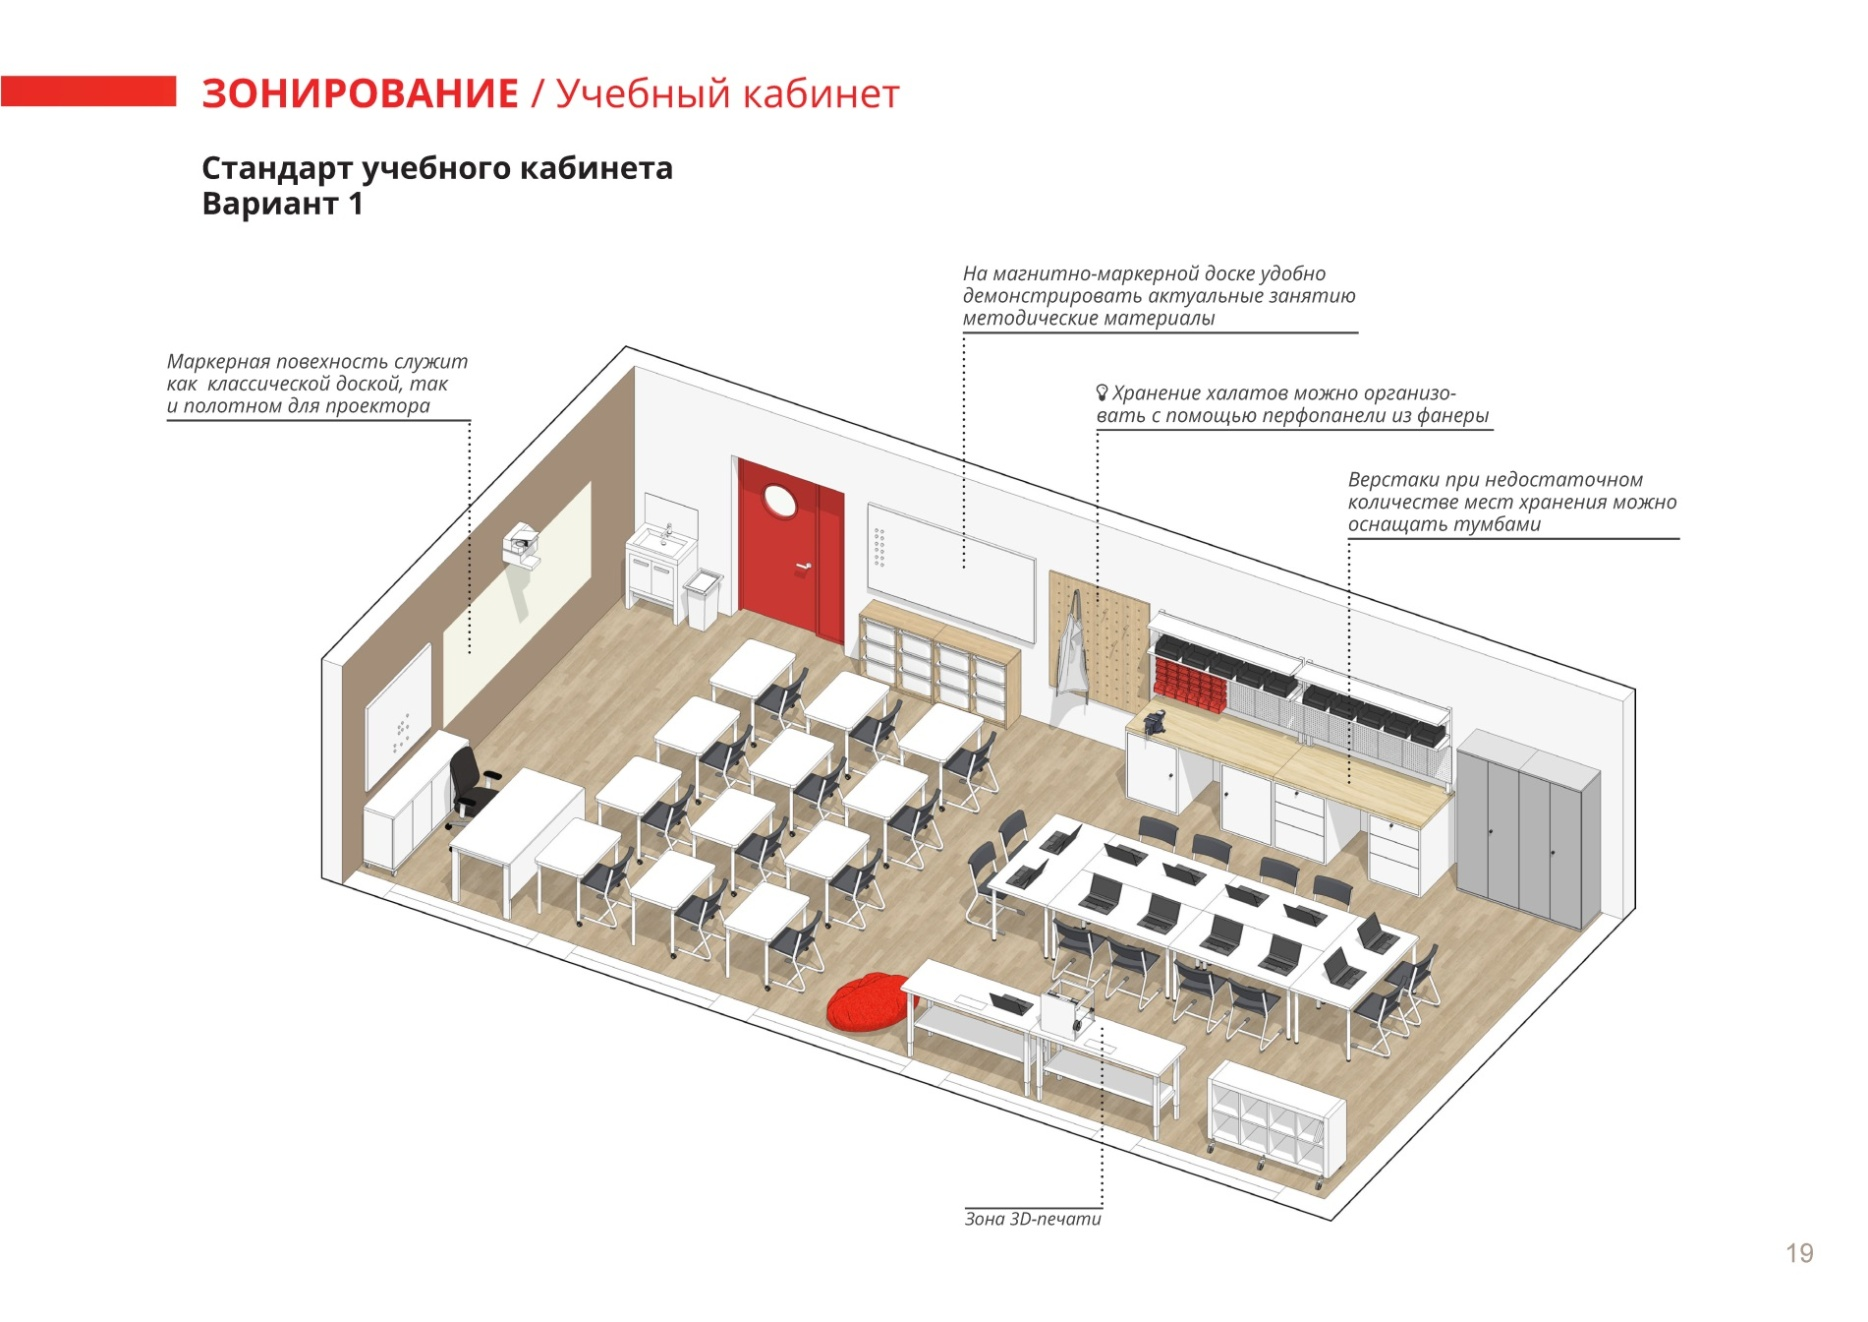 ЗОНИРОВАНИЕ / Учебный кабинет
Стандарт учебного кабинета
Вариант 1
На магнитно-маркерной доске удобно
демонстрировать актуальные занятию
методические материалы
Маркерная повехность служит
как классической доской, так
и полотном для проектора
Хранение халатов можно организо-
вать с помощью перфопанели из фанеры
Верстаки при недостаточном
количестве мест хранения можно
оснащать тумбами
Зона 3D-печати
19